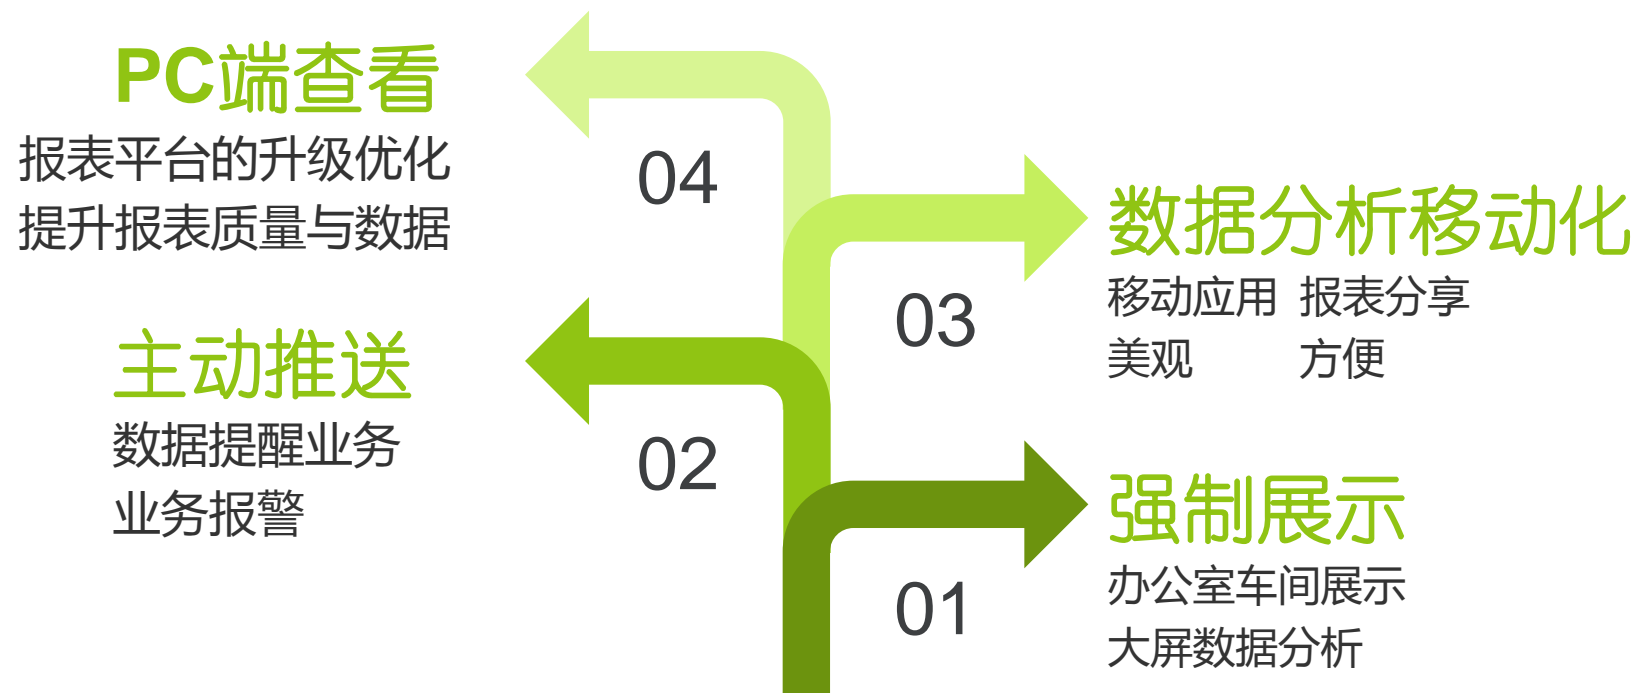 PC端查看
报表平台的升级优化
提升报表质量与数据
04
数据分析移动化
移动应用 报表分享
美观 方便
03
主动推送
数据提醒业务
业务报警
02
强制展示
办公室车间展示
大屏数据分析
01